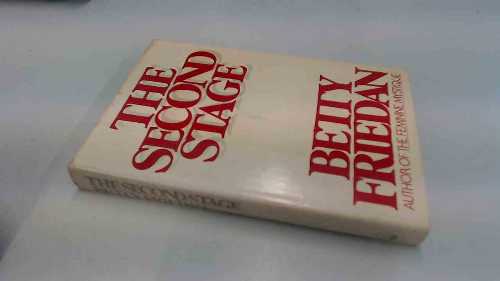 THE
SECOND
STAGE
BETTY
FRIEDAN
AUTHOR OF THE FEMININE MYSTIQUE
THE SECOND STAGE